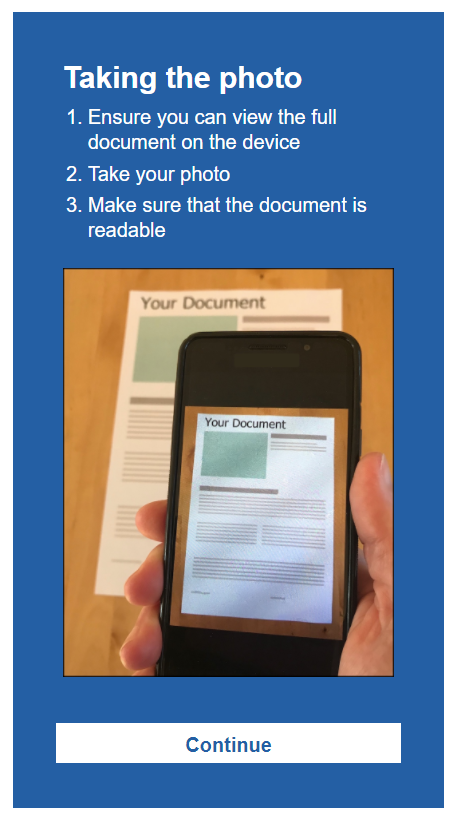 Taking the photo
1. Ensure you can view the full
document on the device
2. Take your photo
3. Make sure that the document is
readable
Your Document
Your Document
Continue